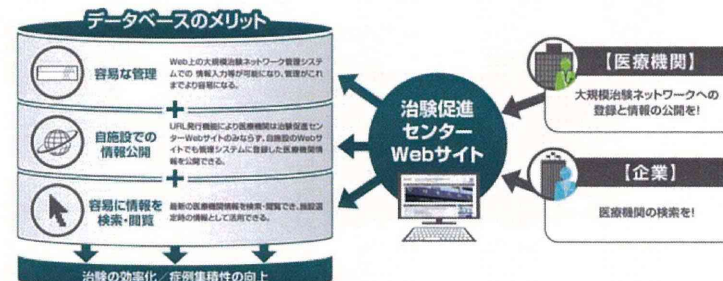 データベースのメリット
容易な管理
Web上の大規模治験ネットワーク管理システ
ムでの 情報入力等が可能になり、管理がこれ
までより容易になる。
自施設での
情報公開
URL発行機能により医療機関は治験促進セン
ターWebサイトのみならず、自施設のWebサ
イトでも管理システムに登録した医療機関情
報を公開できる。
容易に情報を
検索・閲覧
最新の医療機関情報を検索・閲覧でき、施設選
定時の情報として活用できる。
治験の効率化/症例集積性の向上
治験促進
センター
Webサイト
【医療機関】
大規模治験ネットワークへの
登録と情報の公開を!
【企業】
医療機関の検索を!